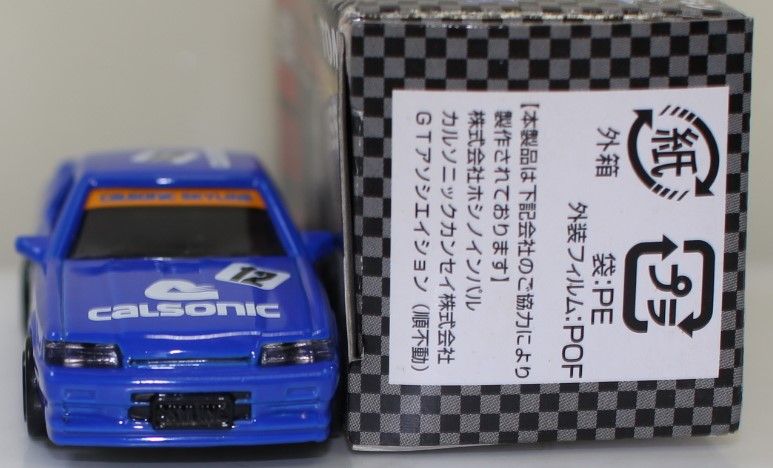 CALSONIC SKYLINE
12
CALSONIC
紙
外箱
プラ
袋:PE
外装フィルム:POF
【本製品は下記会社のご協力により
製作されております】
株式会社ホシノインパル
カルソニックカンセイ株式会社
GTアソシエイション (順不動)